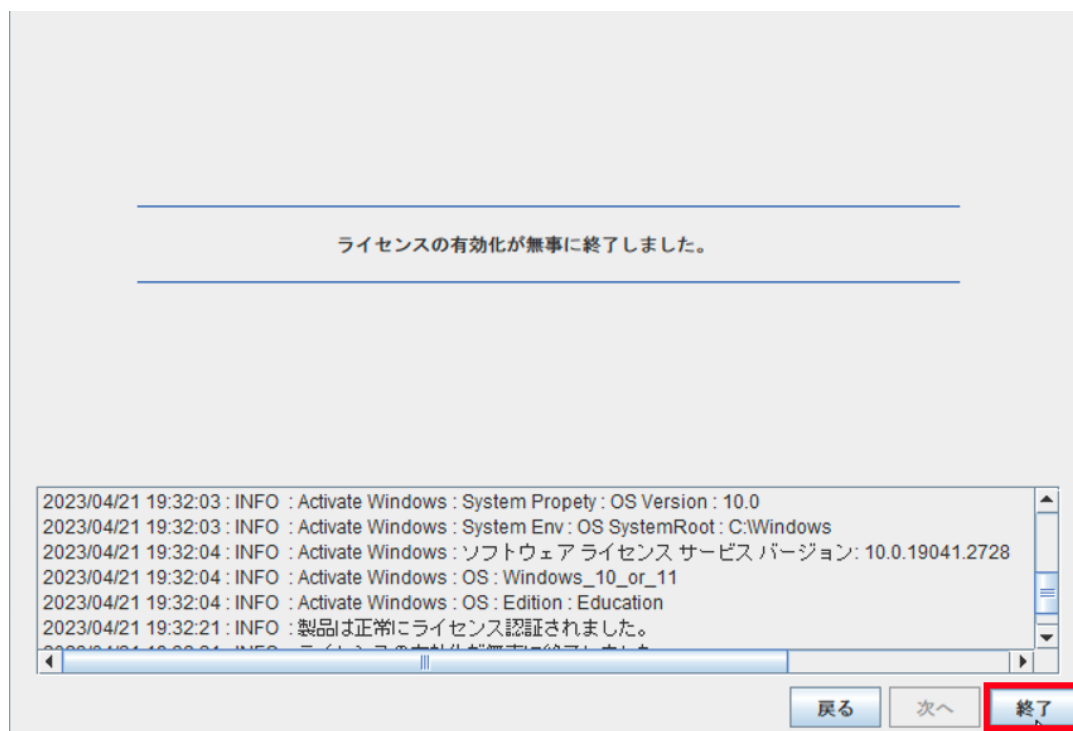 ライセンスの有効化が無事に終了しました。
2023/04/21 19:32:03 : INFO : Activate Windows : System Propety : OS Version : 10.0
2023/04/21 19:32:03 : INFO : Activate Windows : System Env : OS SystemRoot : C:\Windows
2023/04/21 19:32:04 : INFO : Activate Windows : ソフトウェア ライセンス サービス バージョン: 10.0.19041.2728
2023/04/21 19:32:04 : INFO : Activate Windows : OS : Windows_10_or_11
2023/04/21 19:32:04 : INFO : Activate Windows : OS : Edition : Education
2023/04/21 19:32:21 : INFO : 製品は正常にライセンス認証されました。
戻る 次へ 終了